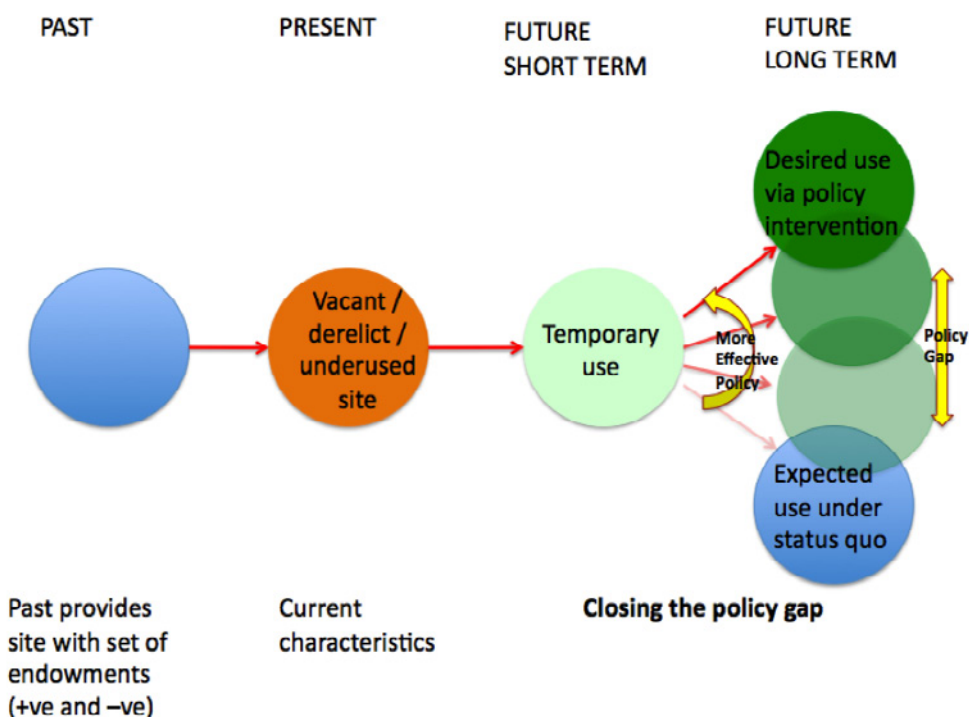 PAST
PRESENT
FUTURE
SHORT TERM
FUTURE
LONG TERM
Desired use
via policy
intervention
Vacant /
derelict /
underused
site
Temporary
use
More
Effective
Policy
Policy
Gap
Expected
use under
status quo
Past provides
site with set of
endowments
(+ve and –ve)
Current
characteristics
Closing the policy gap